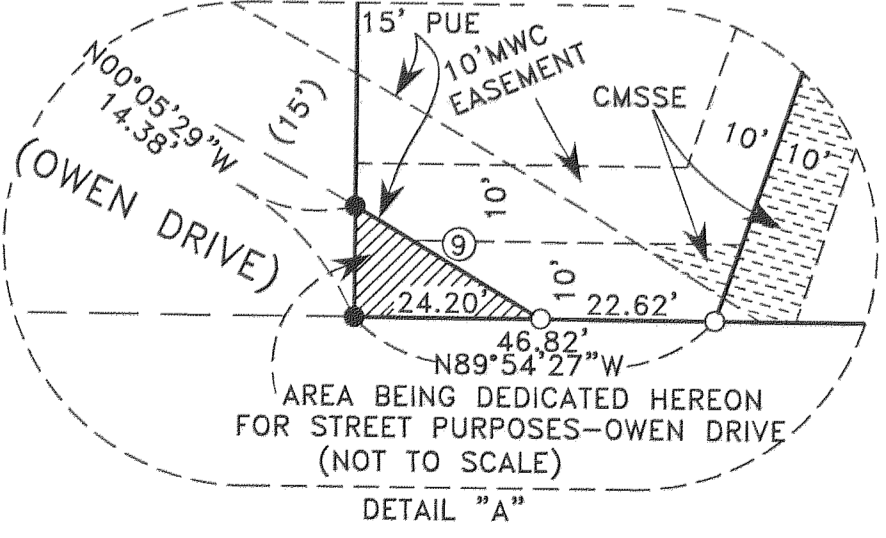 15' PUE
10'MWC
EASEMENT
CMSSE
N00°05'29"W
14.38'
(15')
(OWEN DRIVE)
10'
10'
10'
9
10'
24.20'
22.62'
46.82'
N89°54'27"W
AREA BEING DEDICATED HEREON
FOR STREET PURPOSES-OWEN DRIVE
(NOT TO SCALE)
DETAIL "A"